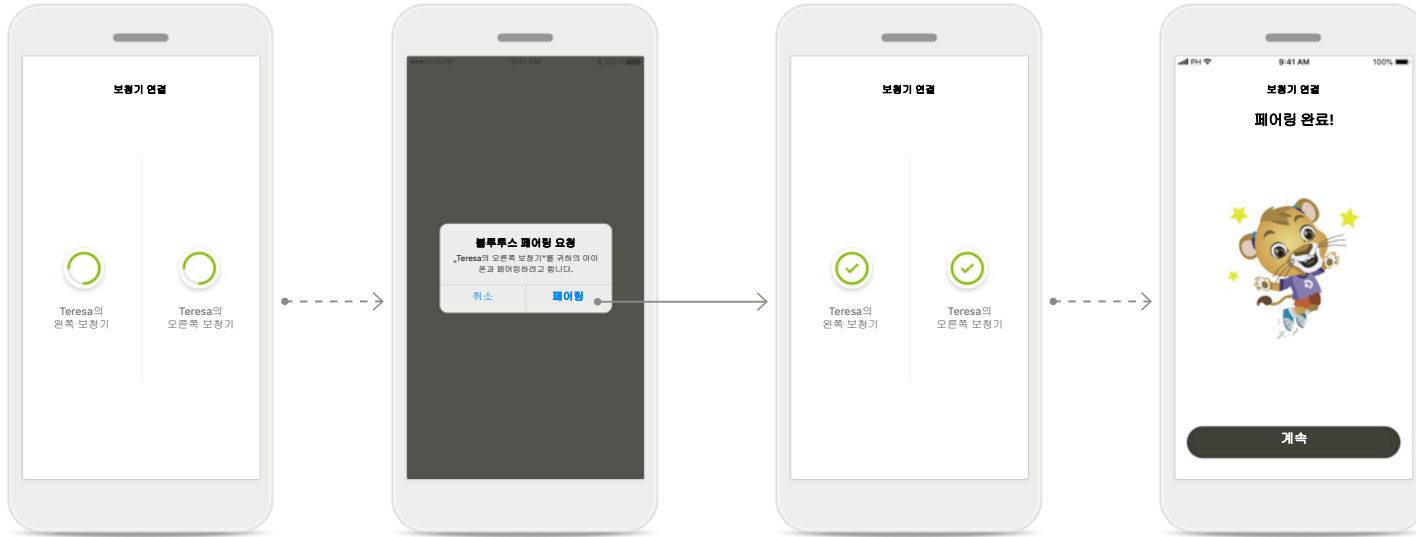 보청기 연결
Teresa의
왼쪽 보청기
Teresa의
오른쪽 보청기
9:41 AM
100 %
블루투스 페어링 요청
„Teresa의 오른쪽 보청기“를 귀하의 아이
폰과 페어링하려고 합니다.
취소
페어링
보청기 연결
Teresa의
왼쪽 보청기
Teresa의
오른쪽 보청기
PH
9:41 AM
100%
보청기 연결
페어링 완료!
계속